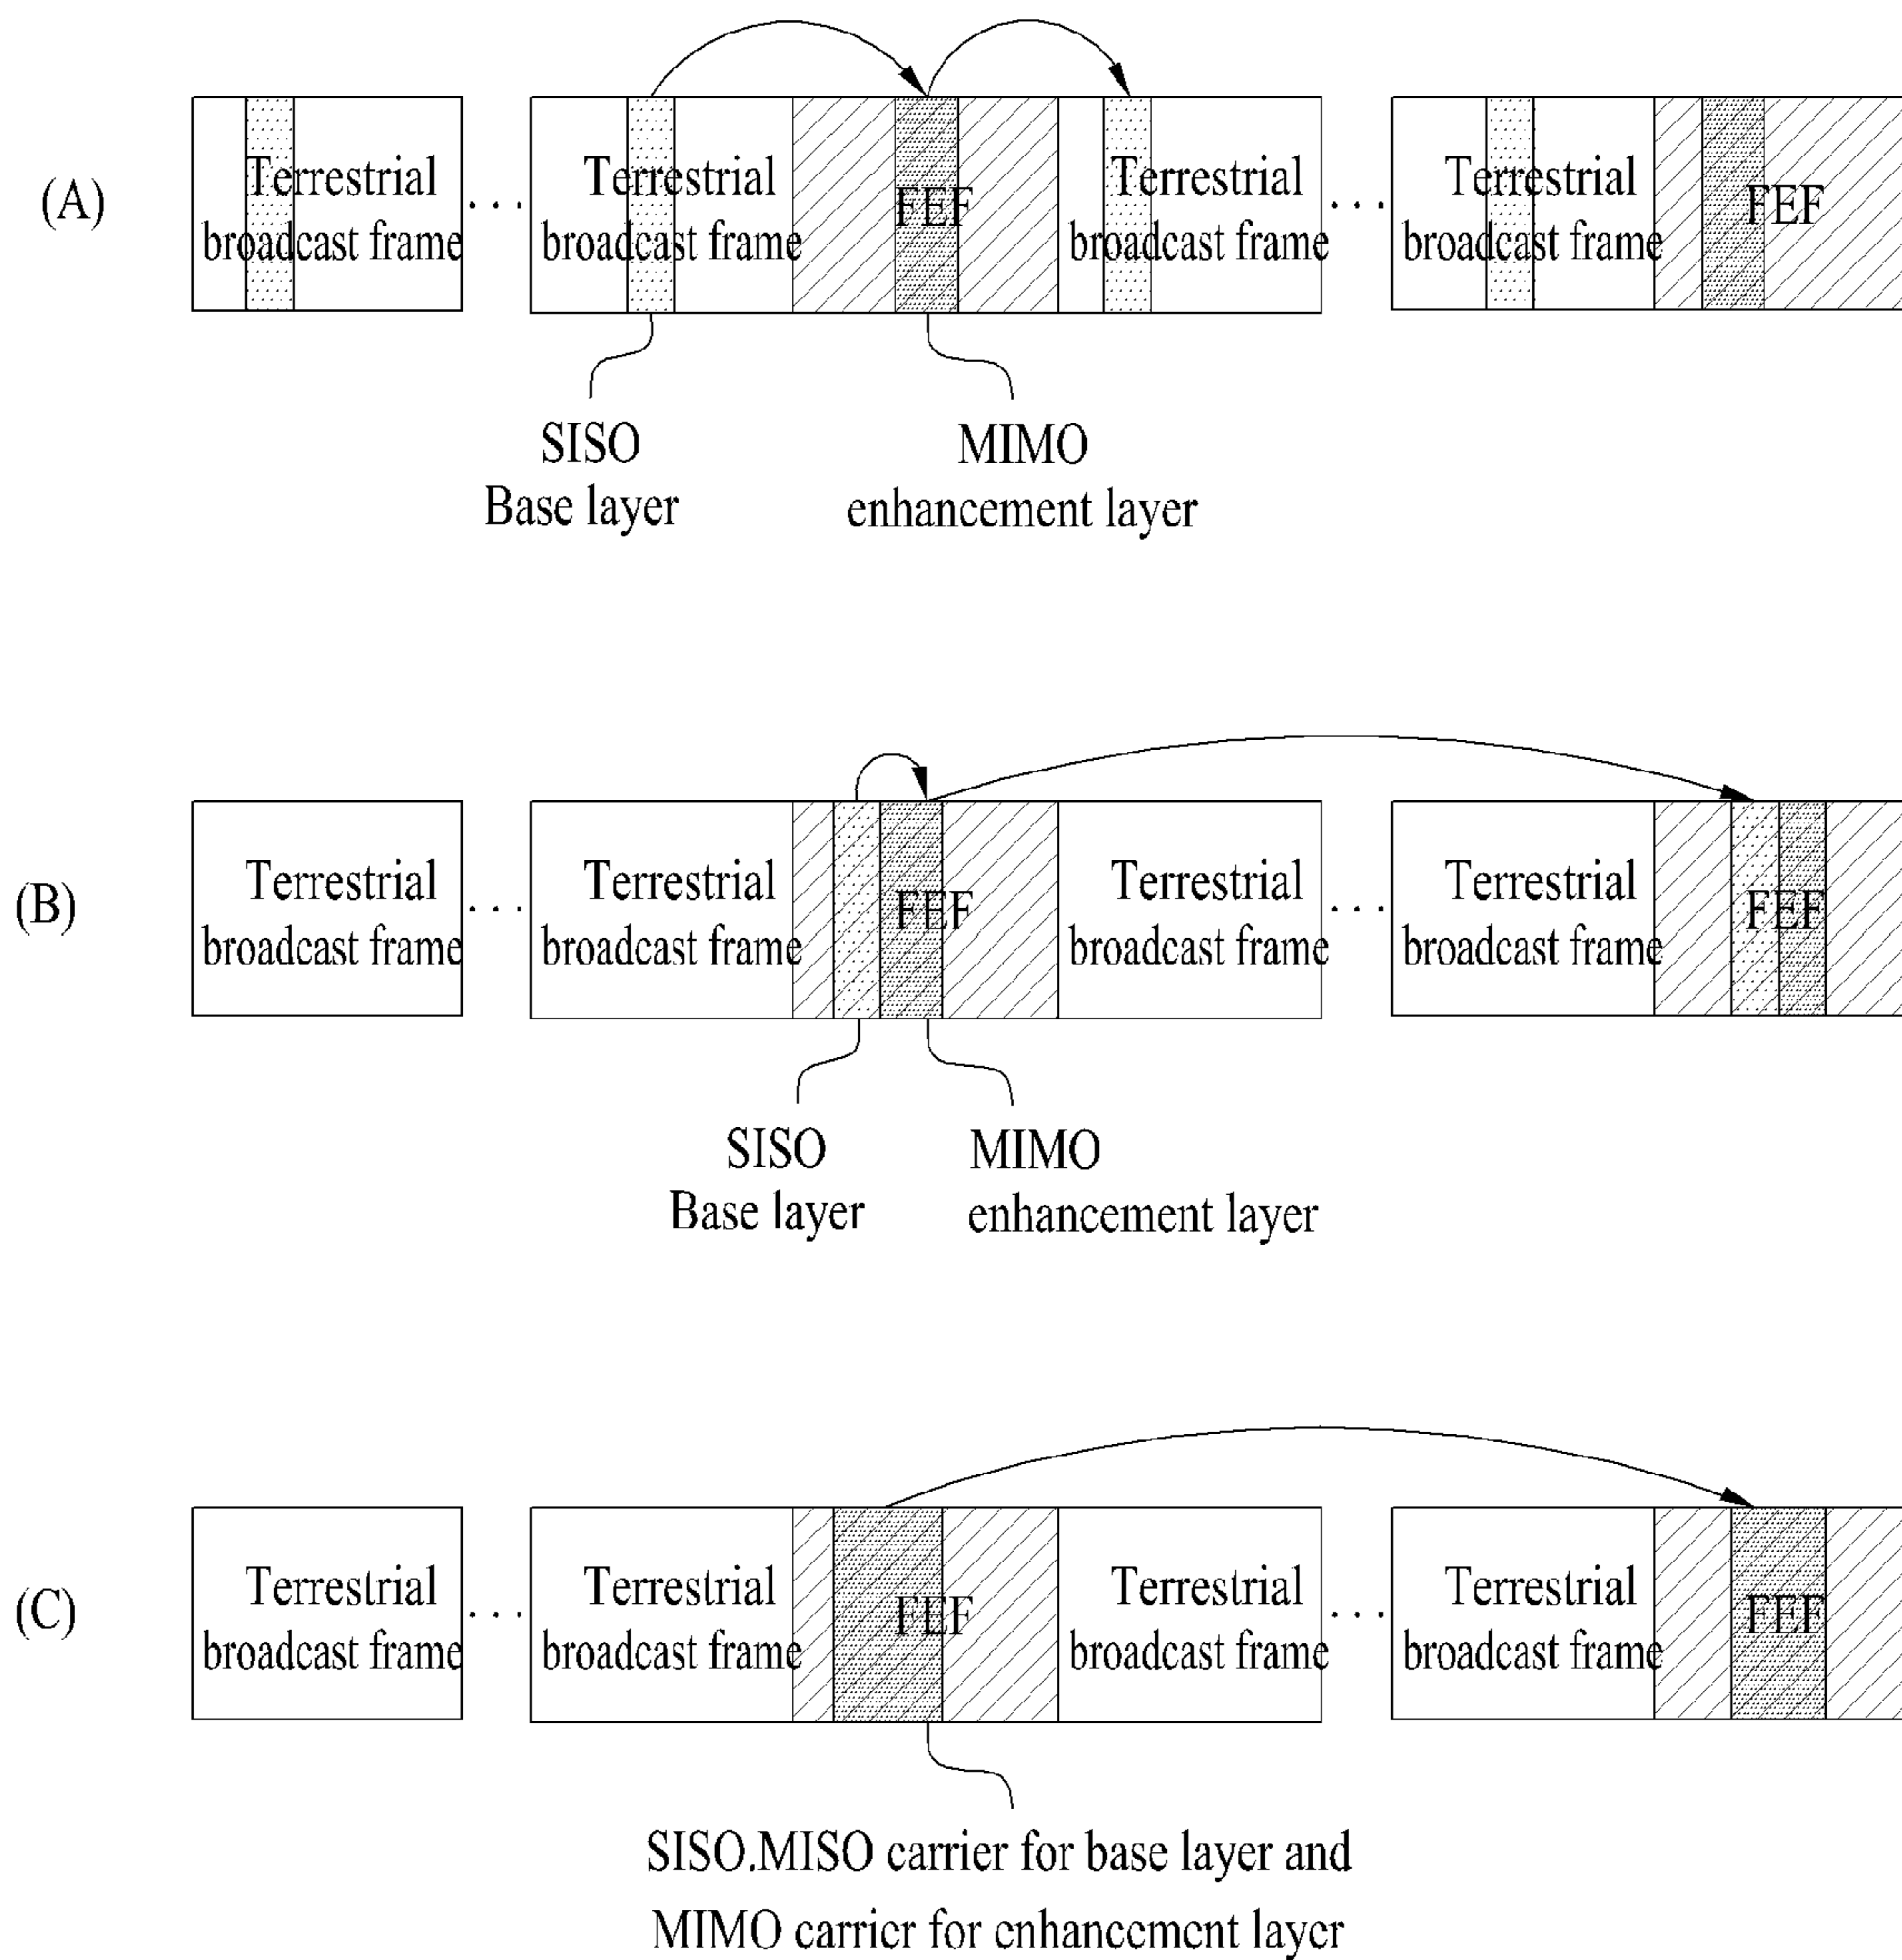 (A)
Terrestrial
broadcast frame
. . .
Terrestrial
broadcast frame
FEF
Terrestrial
broadcast frame
. . .
Terrestrial
broadcast frame
FEF
SISO
Base layer
MIMO
enhancement layer
(B)
Terrestrial
broadcast frame
. . .
Terrestrial
broadcast frame
FEF
Terrestrial
broadcast frame
. . .
Terrestrial
broadcast frame
FEF
SISO
Base layer
MIMO
enhancement layer
(C)
Terrestrial
broadcast frame
. . .
Terrestrial
broadcast frame
FEF
Terrestrial
broadcast frame
. . .
Terrestrial
broadcast frame
FEF
SISO.MISO carrier for base layer and
MIMO carrier for enhancement layer